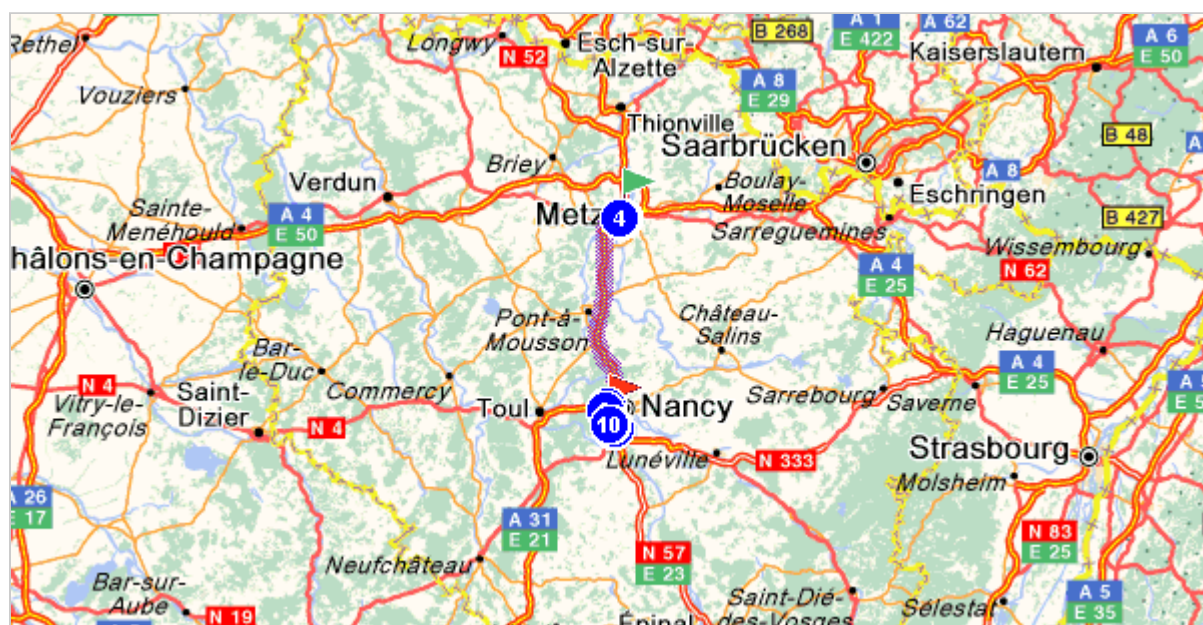 A 1
E 422
A 62
B 268
Rethel
Longwy
N 52
Esch-sur-
Alzette
Kaiserslautern
A 6
E 50
Vouziers
A 8
E 29
Thionville
B 48
Briey
Saarbrücken
Verdun
Boulay-
Moselle
A 8
Eschringen
Sainte-
Menéhould
A 4
E 50
Metz
4
Sarreguemines
B 427
Wissembourg
hâlons-en-Champagne
A 4
E 25
N 62
Pont-à-
Mousson
Château-
Salins
Haguenau
Bar-
le-Duc
Commercy
A 4
E 25
N 4
Vitry-le-
François
Saint-
Dizier
N 4
Toul
10
Nancy
Sarrebourg
Saverne
Lunéville
N 333
Strasbourg
Molsheim
A 26
E 17
A 31
E 21
N 57
E 23
N 83
E 25
Neufchâteau
Bar-sur-
Aube
N 19
Épinal
Saint-Dié-
des-Vosges
Sélestat
A 5
E 35